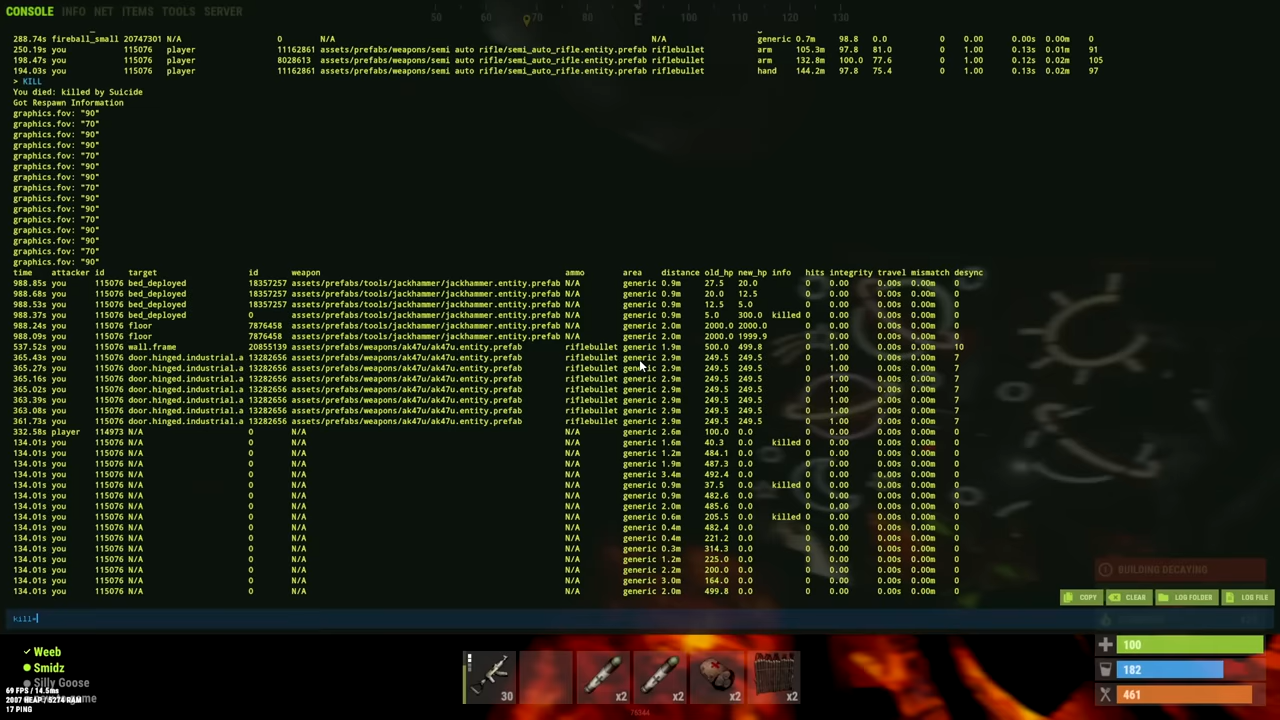 CONSOLE INFO NET ITEMS TOOLS SERVER
50 60 70 E 100 110 120 130
288.74s fireball_small 20747301 N/A 0 N/A N/A generic 0.7m 98.8 0.0 0 0.00 0.00s 0.00m 0
250.19s you 115076 player 11162861 assets/prefabs/weapons/semi auto rifle/semi_auto_rifle.entity.prefab riflebullet arm 105.3m 97.8 81.0 0 1.00 0.13s 0.01m 91
198.47s you 115076 player 8028613 assets/prefabs/weapons/semi auto rifle/semi_auto_rifle.entity.prefab riflebullet arm 132.8m 100.0 77.6 0 1.00 0.12s 0.02m 105
194.03s you 115076 player 11162861 assets/prefabs/weapons/semi auto rifle/semi_auto_rifle.entity.prefab riflebullet hand 144.2m 97.8 75.4 0 1.00 0.13s 0.02m 97
> KILL
You died: killed by Suicide
Got Respawn Information
graphics.fov: "90"
graphics.fov: "70"
graphics.fov: "90"
graphics.fov: "90"
graphics.fov: "70"
graphics.fov: "90"
graphics.fov: "90"
graphics.fov: "70"
graphics.fov: "90"
graphics.fov: "90"
graphics.fov: "70"
graphics.fov: "90"
graphics.fov: "90"
graphics.fov: "70"
graphics.fov: "90"
time attacker id target id weapon ammo area distance old_hp new_hp info hits integrity travel mismatch desync
988.85s you 115076 bed_deployed 18357257 assets/prefabs/tools/jackhammer/jackhammer.entity.prefab N/A generic 0.9m 27.5 20.0 0 0.00 0.00s 0.00m 0
988.68s you 115076 bed_deployed 18357257 assets/prefabs/tools/jackhammer/jackhammer.entity.prefab N/A generic 0.9m 20.0 12.5 0 0.00 0.00s 0.00m 0
988.53s you 115076 bed_deployed 18357257 assets/prefabs/tools/jackhammer/jackhammer.entity.prefab N/A generic 0.9m 12.5 5.0 0 0.00 0.00s 0.00m 0
988.37s you 115076 bed_deployed 0 assets/prefabs/tools/jackhammer/jackhammer.entity.prefab N/A generic 0.9m 5.0 300.0 killed 0 0.00 0.00s 0.00m 0
988.24s you 115076 floor 7876458 assets/prefabs/tools/jackhammer/jackhammer.entity.prefab N/A generic 2.0m 2000.0 2000.0 0 0.00 0.00s 0.00m 0
988.09s you 115076 floor 7876458 assets/prefabs/tools/jackhammer/jackhammer.entity.prefab N/A generic 2.0m 2000.0 1999.9 0 0.00 0.00s 0.00m 0
537.52s you 115076 wall.frame 20855139 assets/prefabs/weapons/ak47u/ak47u.entity.prefab riflebullet generic 1.9m 500.0 499.8 0 1.00 0.00s 0.00m 10
365.43s you 115076 door.hinged.industrial.a 13282656 assets/prefabs/weapons/ak47u/ak47u.entity.prefab riflebullet generic 2.9m 249.5 249.5 0 1.00 0.00s 0.00m 7
365.27s you 115076 door.hinged.industrial.a 13282656 assets/prefabs/weapons/ak47u/ak47u.entity.prefab riflebullet generic 2.9m 249.5 249.5 0 1.00 0.00s 0.00m 7
365.16s you 115076 door.hinged.industrial.a 13282656 assets/prefabs/weapons/ak47u/ak47u.entity.prefab riflebullet generic 2.9m 249.5 249.5 0 1.00 0.00s 0.00m 7
365.02s you 115076 door.hinged.industrial.a 13282656 assets/prefabs/weapons/ak47u/ak47u.entity.prefab riflebullet generic 2.9m 249.5 249.5 0 1.00 0.00s 0.00m 7
363.39s you 115076 door.hinged.industrial.a 13282656 assets/prefabs/weapons/ak47u/ak47u.entity.prefab riflebullet generic 2.9m 249.5 249.5 0 1.00 0.00s 0.00m 7
363.08s you 115076 door.hinged.industrial.a 13282656 assets/prefabs/weapons/ak47u/ak47u.entity.prefab riflebullet generic 2.9m 249.5 249.5 0 1.00 0.00s 0.00m 7
361.73s you 115076 door.hinged.industrial.a 13282656 assets/prefabs/weapons/ak47u/ak47u.entity.prefab riflebullet generic 2.9m 249.5 249.5 0 1.00 0.00s 0.00m 7
332.58s player 114973 N/A 0 N/A N/A generic 2.6m 100.0 0.0 0 0.00 0.00s 0.00m 0
134.01s you 115076 N/A 0 N/A N/A generic 1.6m 40.3 0.0 killed 0 0.00 0.00s 0.00m 0
134.01s you 115076 N/A 0 N/A N/A generic 1.2m 484.1 0.0 0 0.00 0.00s 0.00m 0
134.01s you 115076 N/A 0 N/A N/A generic 1.9m 487.3 0.0 0 0.00 0.00s 0.00m 0
134.01s you 115076 N/A 0 N/A N/A generic 3.4m 492.4 0.0 0 0.00 0.00s 0.00m 0
134.01s you 115076 N/A 0 N/A N/A generic 0.9m 37.5 0.0 killed 0 0.00 0.00s 0.00m 0
134.01s you 115076 N/A 0 N/A N/A generic 0.9m 482.6 0.0 0 0.00 0.00s 0.00m 0
134.01s you 115076 N/A 0 N/A N/A generic 2.0m 485.6 0.0 0 0.00 0.00s 0.00m 0
134.01s you 115076 N/A 0 N/A N/A generic 0.6m 205.5 0.0 killed 0 0.00 0.00s 0.00m 0
134.01s you 115076 N/A 0 N/A N/A generic 0.4m 482.4 0.0 0 0.00 0.00s 0.00m 0
134.01s you 115076 N/A 0 N/A N/A generic 0.4m 221.2 0.0 0 0.00 0.00s 0.00m 0
134.01s you 115076 N/A 0 N/A N/A generic 0.3m 314.3 0.0 0 0.00 0.00s 0.00m 0
134.01s you 115076 N/A 0 N/A N/A generic 1.2m 225.0 0.0 0 0.00 0.00s 0.00m 0
134.01s you 115076 N/A 0 N/A N/A generic 2.2m 200.0 0.0 0 0.00 0.00s 0.00m 0
134.01s you 115076 N/A 0 N/A N/A generic 3.0m 164.0 0.0 0 0.00 0.00s 0.00m 0
134.01s you 115076 N/A 0 N/A N/A generic 2.0m 499.8 0.0 0 0.00 0.00s 0.00m 0
BUILDING DECAYING
COPY CLEAR LOG FOLDER LOG FILE
kill=
Weeb
Smidz
Silly Goose
69 FPS / 14.5ms
17 PING
30 x2 x2 x2 x2
100
182
461